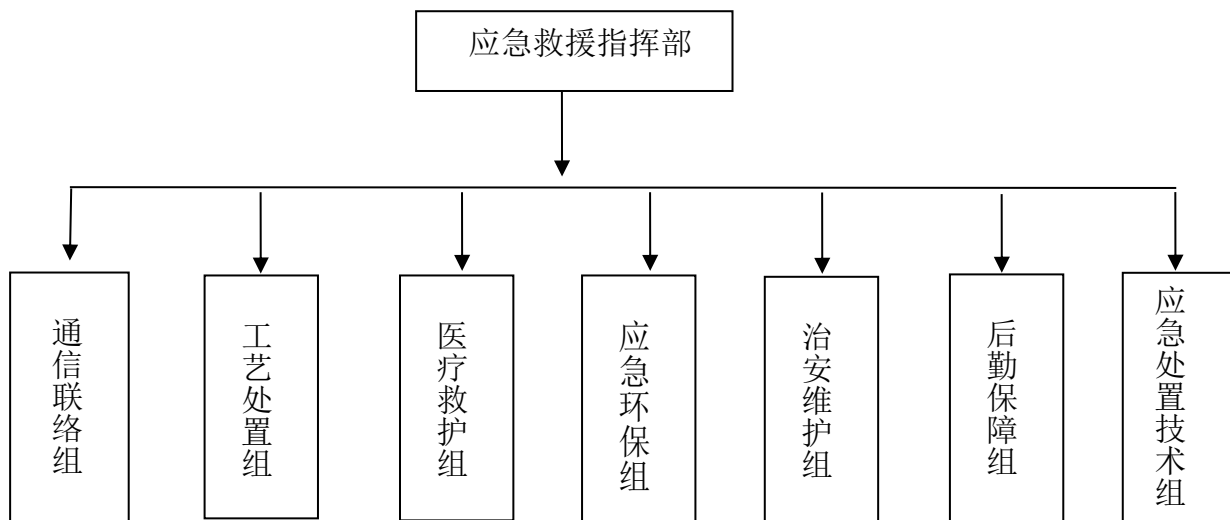 应急救援指挥部
通信联络组
工艺处置组
医疗救护组
应急环保组
治安维护组
后勤保障组
应急处置技术组